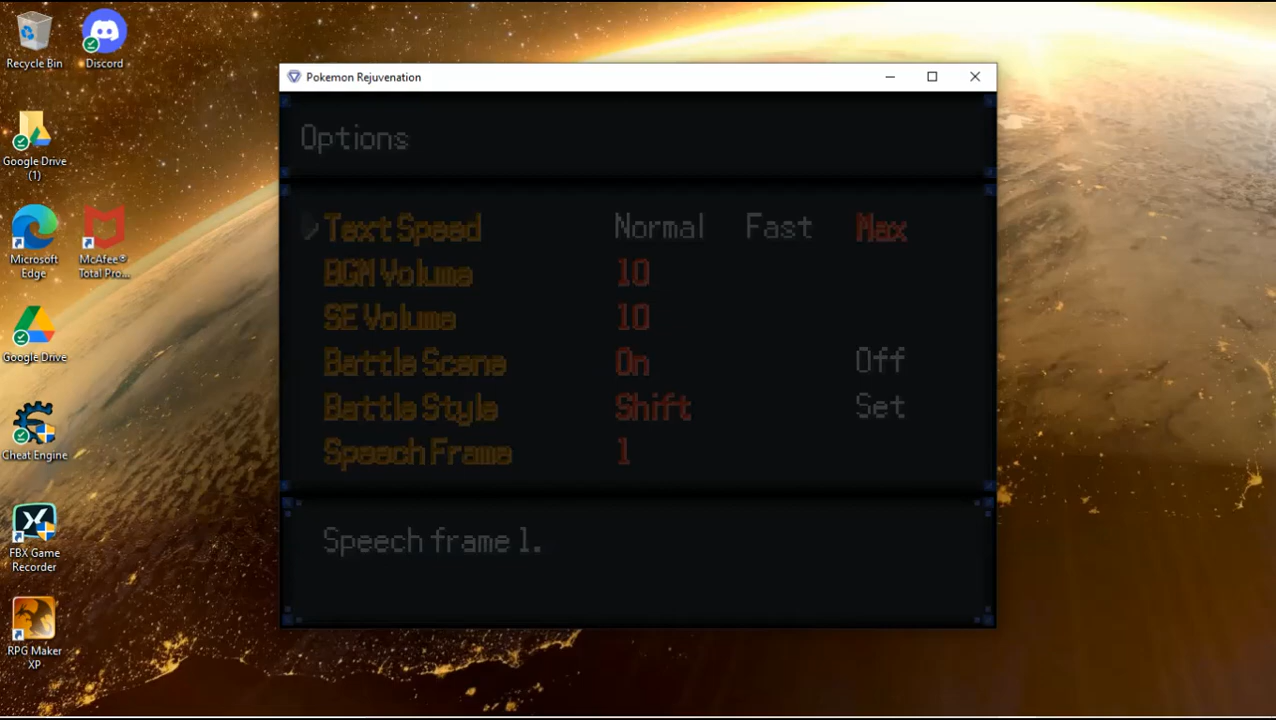 Recycle Bin
Discord
Google Drive
(1)
Microsoft
Edge
McAfee®
Total Pro...
Google Drive
Cheat Engine
FBX Game
Recorder
RPG Maker
XP
Pokemon Rejuvenation
Options
Text Speed Normal Fast Max
BGM Volume 10
SE Volume 10
Battle Scene On Off
Battle Style Shift Set
Speech Frame 1
Speech frame 1.